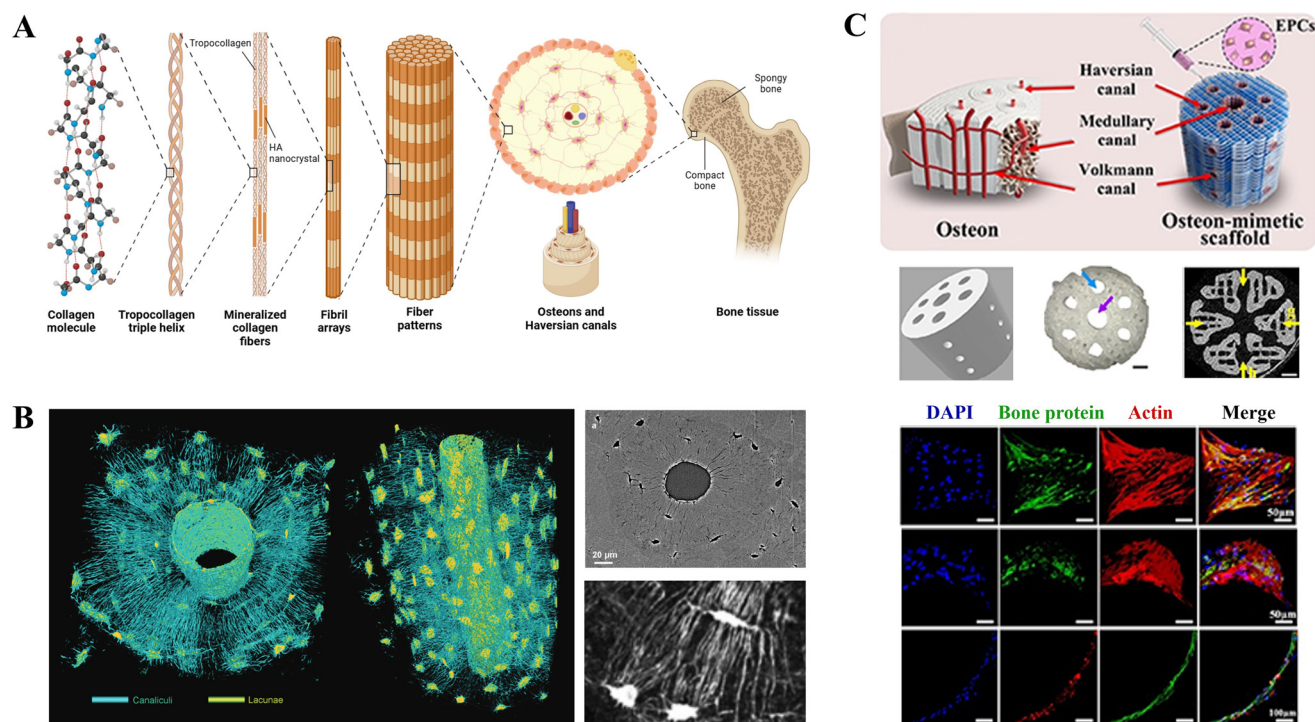 A
Tropocollagen
HA
nanocrystal
Spongy
bone
Compact
bone
Collagen
molecule
Tropocollagen
triple helix
Mineralized
collagen
fibers
Fibril
arrays
Fiber
patterns
Osteons and
Haversian canals
Bone tissue
B
Canaliculi
Lacunae
a
20 µm
C
EPCs
Haversian
canal
Medullary
canal
Volkmann
canal
Osteon
Osteon-mimetic
scaffold
DAPI
Bone protein
Actin
Merge
50µm
50µm
100µm